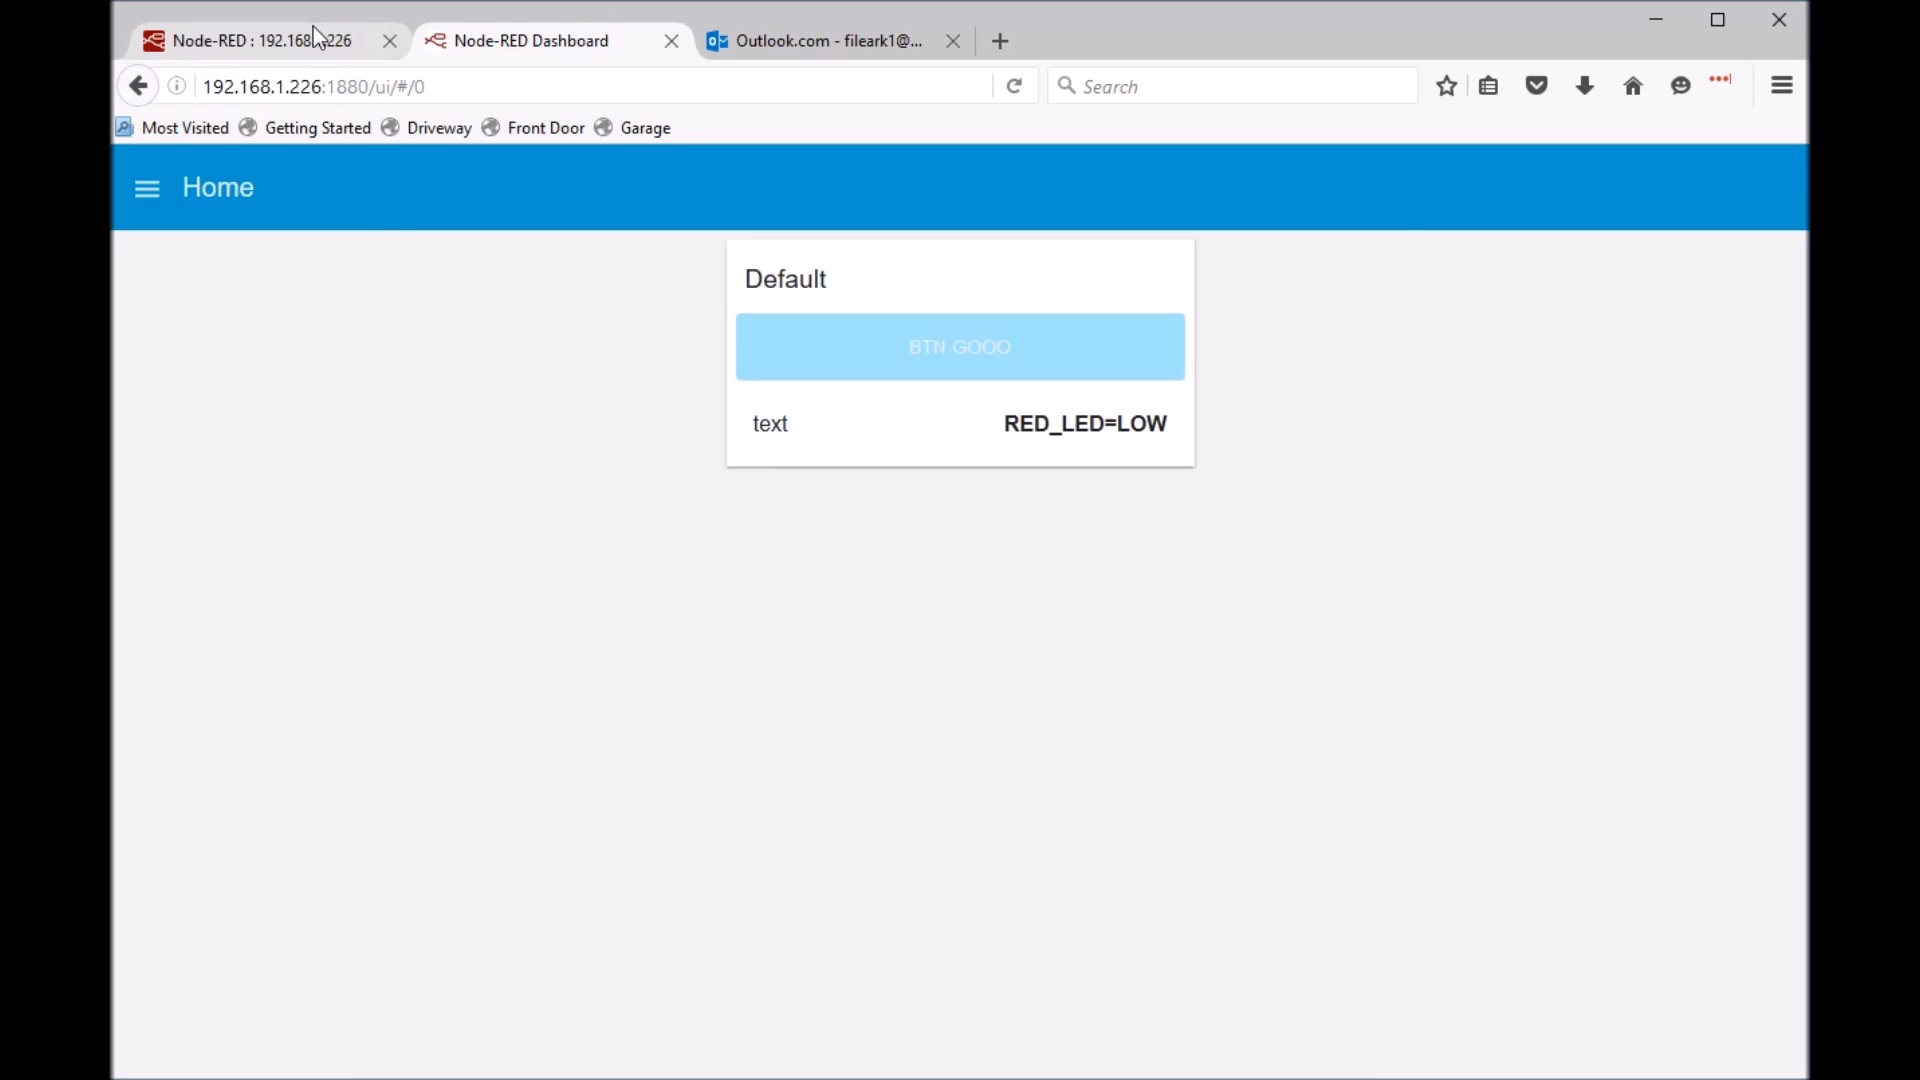 Node-RED : 192.168.1.226
Node-RED Dashboard
Outlook.com - fileark1@...
192.168.1.226:1880/ui/#/0
Search
Most Visited
Getting Started
Driveway
Front Door
Garage
Home
Default
BTN GOOO
text
RED_LED=LOW